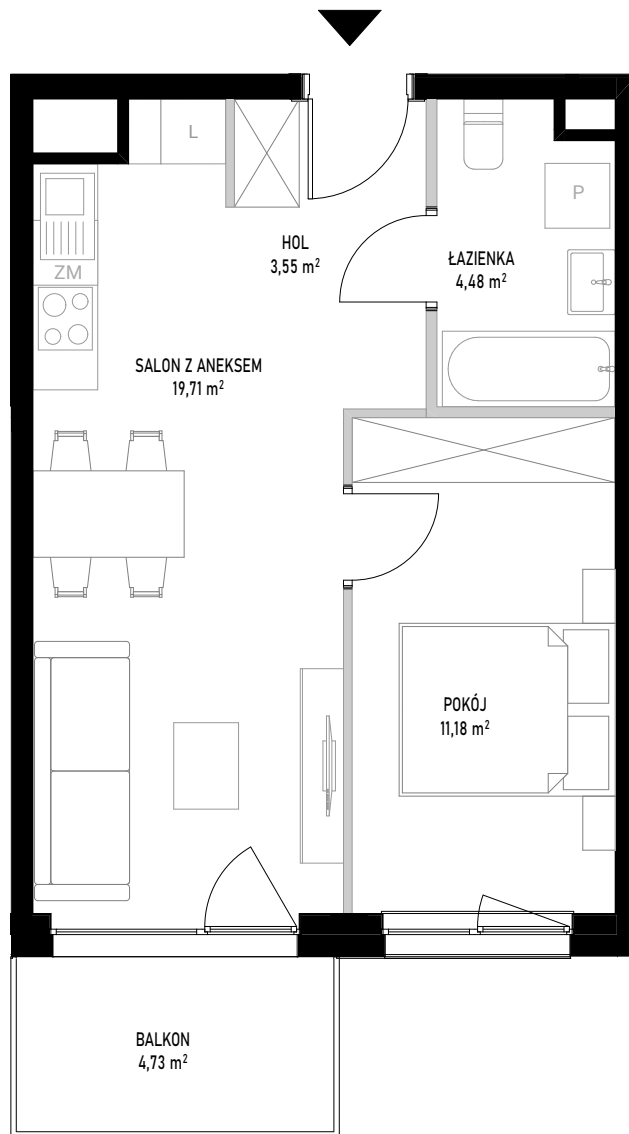 L
P
HOL
3,55 m²
ŁAZIENKA
4,48 m²
ZM
SALON Z ANEKSEM
19,71 m²
POKÓJ
11,18 m²
BALKON
4,73 m²